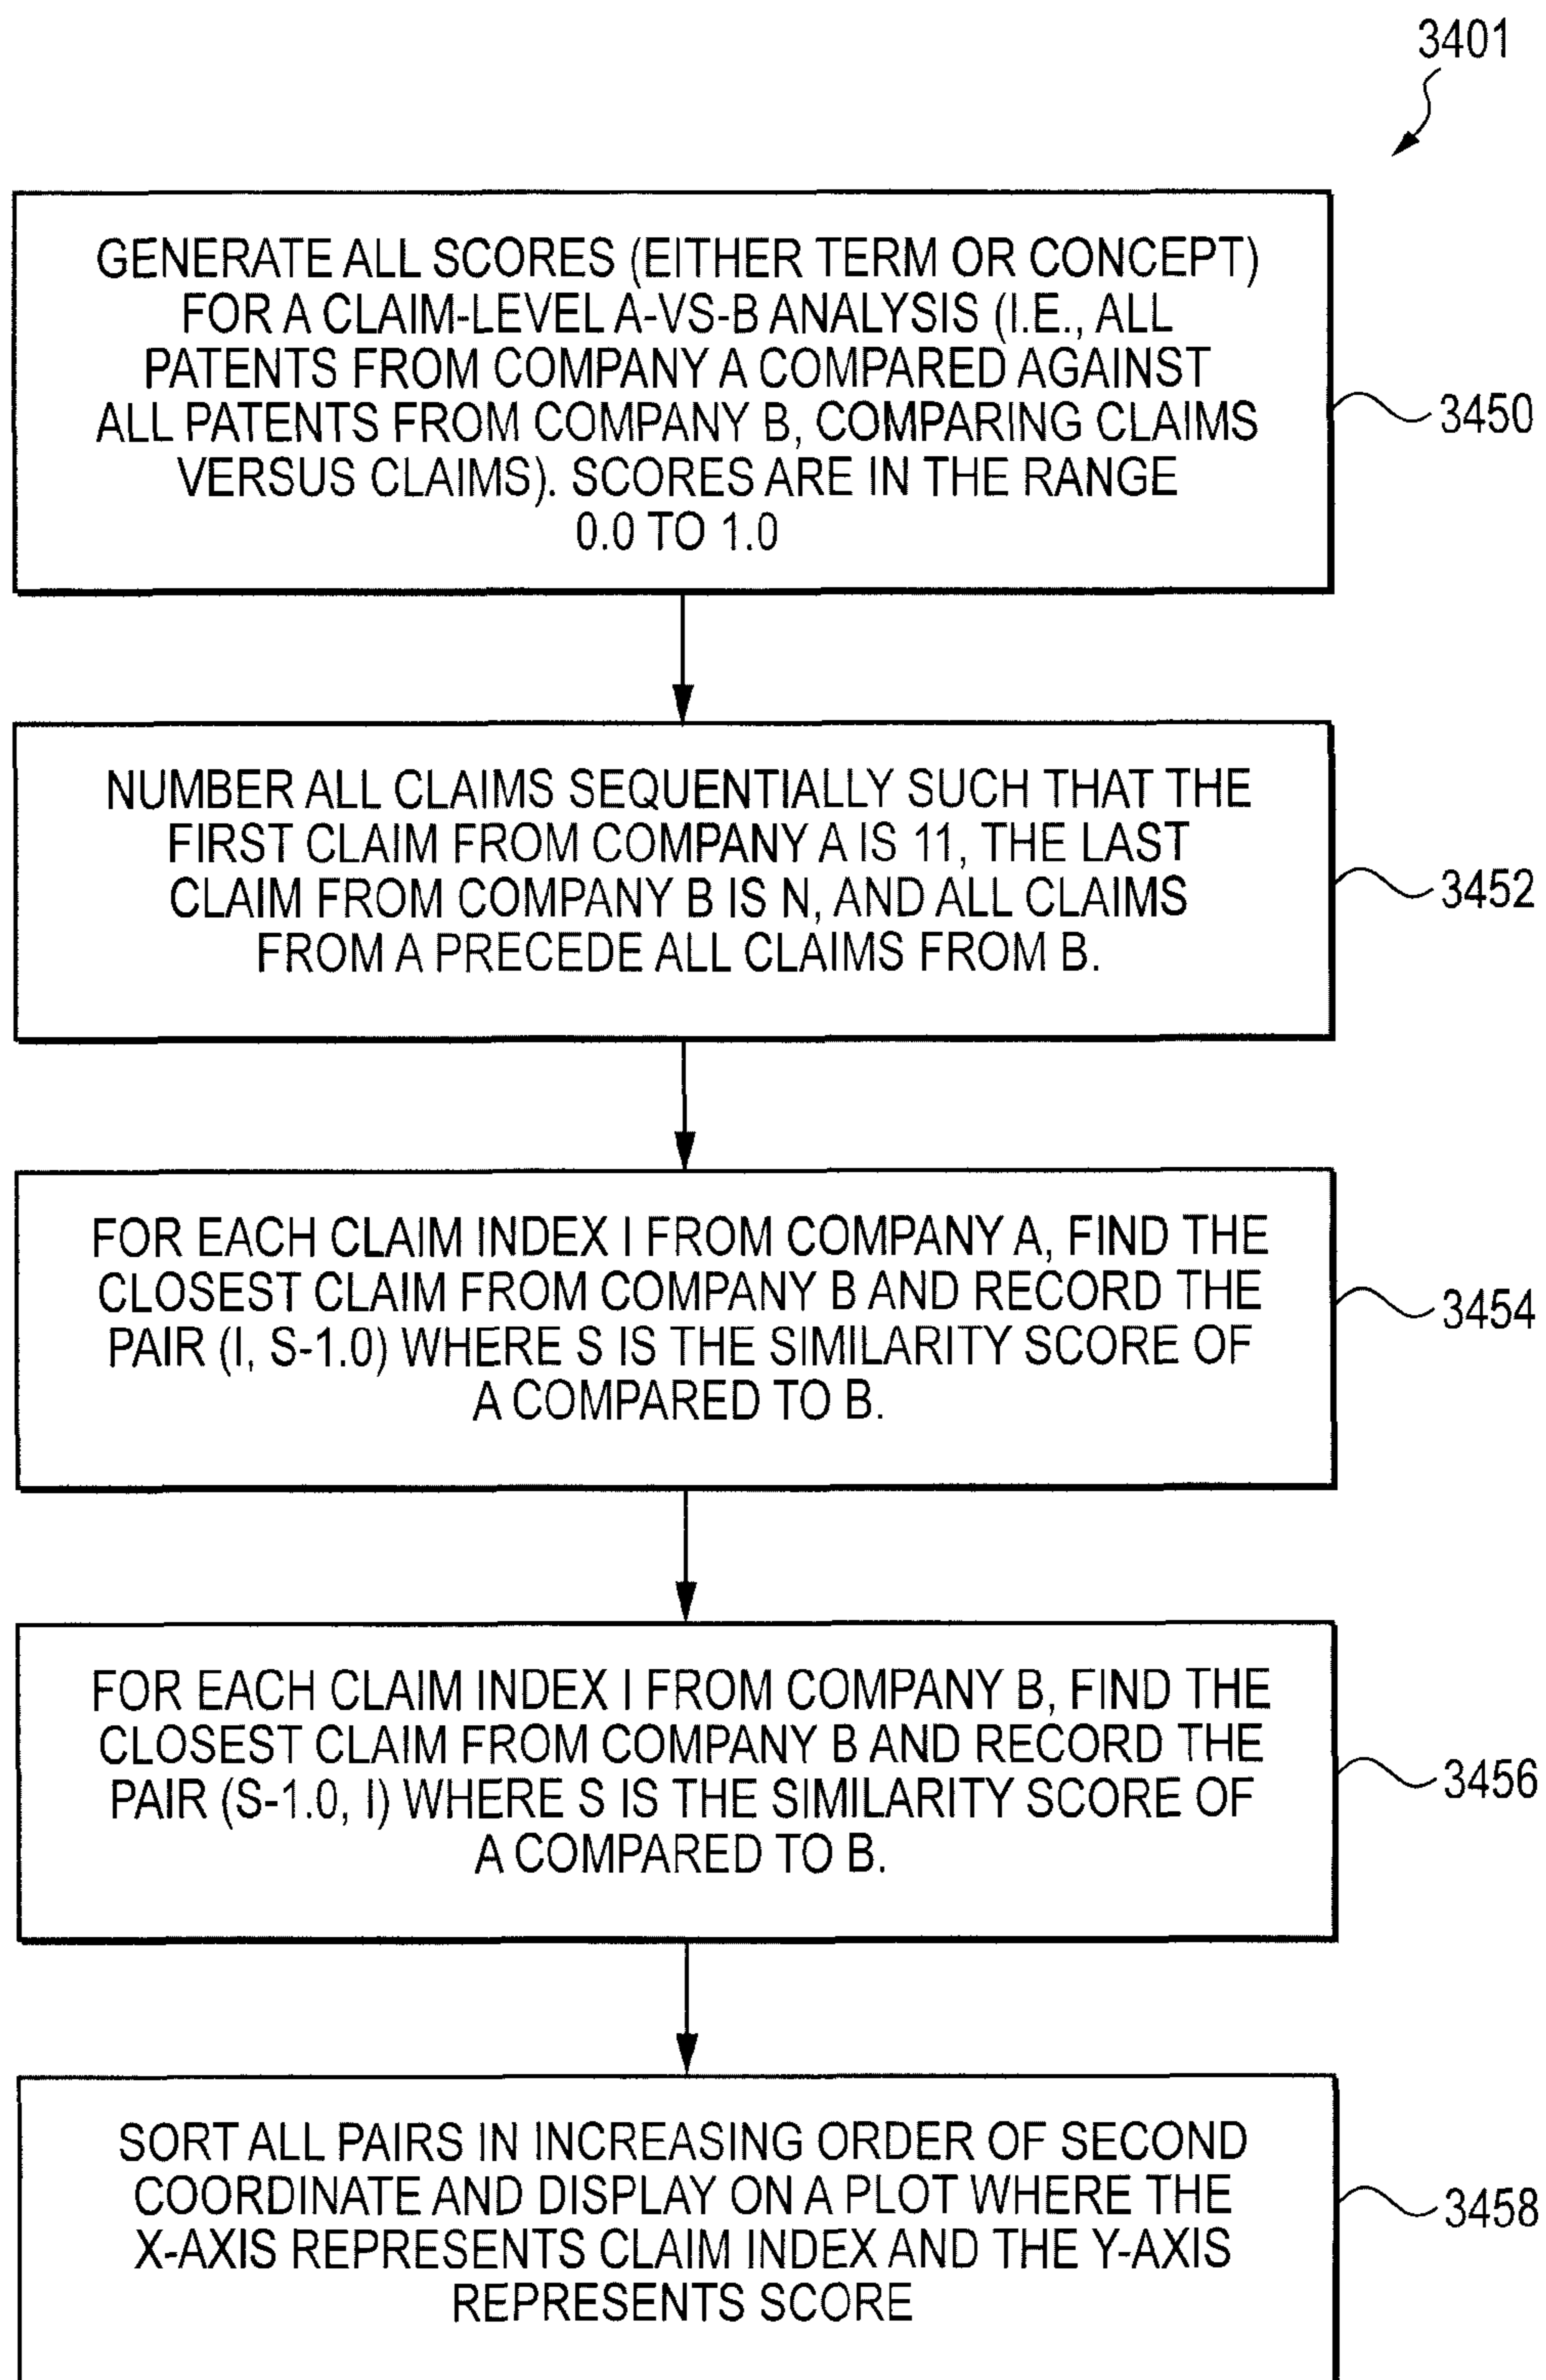 3401
GENERATE ALL SCORES (EITHER TERM OR CONCEPT)
FOR A CLAIM-LEVEL A-VS-B ANALYSIS (I.E., ALL
PATENTS FROM COMPANY A COMPARED AGAINST
ALL PATENTS FROM COMPANY B, COMPARING CLAIMS
VERSUS CLAIMS). SCORES ARE IN THE RANGE
0.0 TO 1.0
3450
NUMBER ALL CLAIMS SEQUENTIALLY SUCH THAT THE
FIRST CLAIM FROM COMPANY A IS 11, THE LAST
CLAIM FROM COMPANY B IS N, AND ALL CLAIMS
FROM A PRECEDE ALL CLAIMS FROM B.
3452
FOR EACH CLAIM INDEX I FROM COMPANY A, FIND THE
CLOSEST CLAIM FROM COMPANY B AND RECORD THE
PAIR (I, S-1.0) WHERE S IS THE SIMILARITY SCORE OF
A COMPARED TO B.
3454
FOR EACH CLAIM INDEX I FROM COMPANY B, FIND THE
CLOSEST CLAIM FROM COMPANY B AND RECORD THE
PAIR (S-1.0, I) WHERE S IS THE SIMILARITY SCORE OF
A COMPARED TO B.
3456
SORT ALL PAIRS IN INCREASING ORDER OF SECOND
COORDINATE AND DISPLAY ON A PLOT WHERE THE
X-AXIS REPRESENTS CLAIM INDEX AND THE Y-AXIS
REPRESENTS SCORE
3458